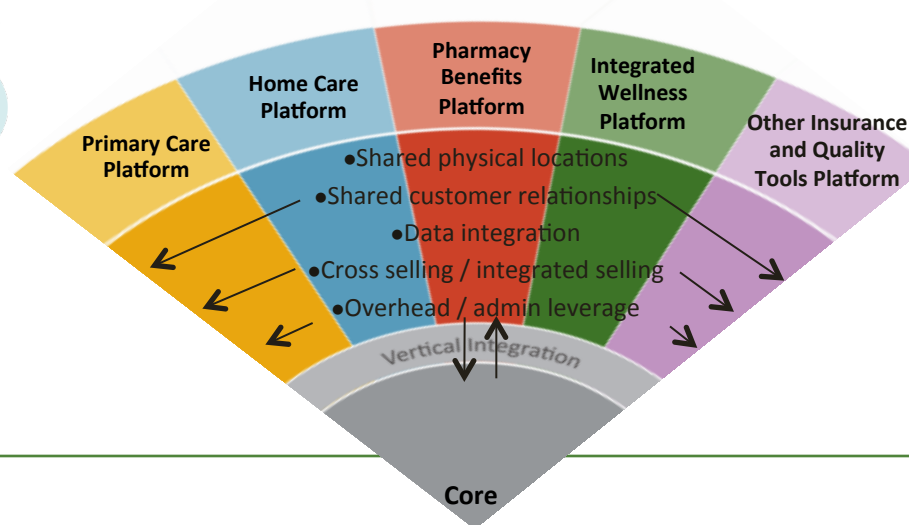 Primary Care
Platform
Home Care
Platform
Pharmacy
Benefits
Platform
Integrated
Wellness
Platform
Other Insurance
and Quality
Tools Platform
●Shared physical locations
●Shared customer relationships
●Data integration
●Cross selling / integrated selling
●Overhead / admin leverage
Vertical Integration
Core